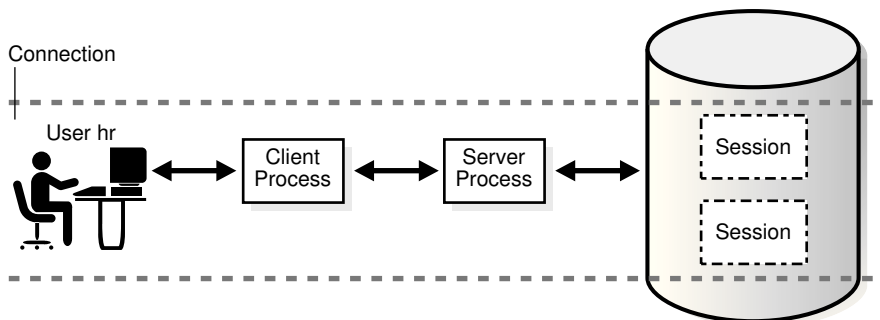 Connection
User hr
Client
Process
Server
Process
Session
Session